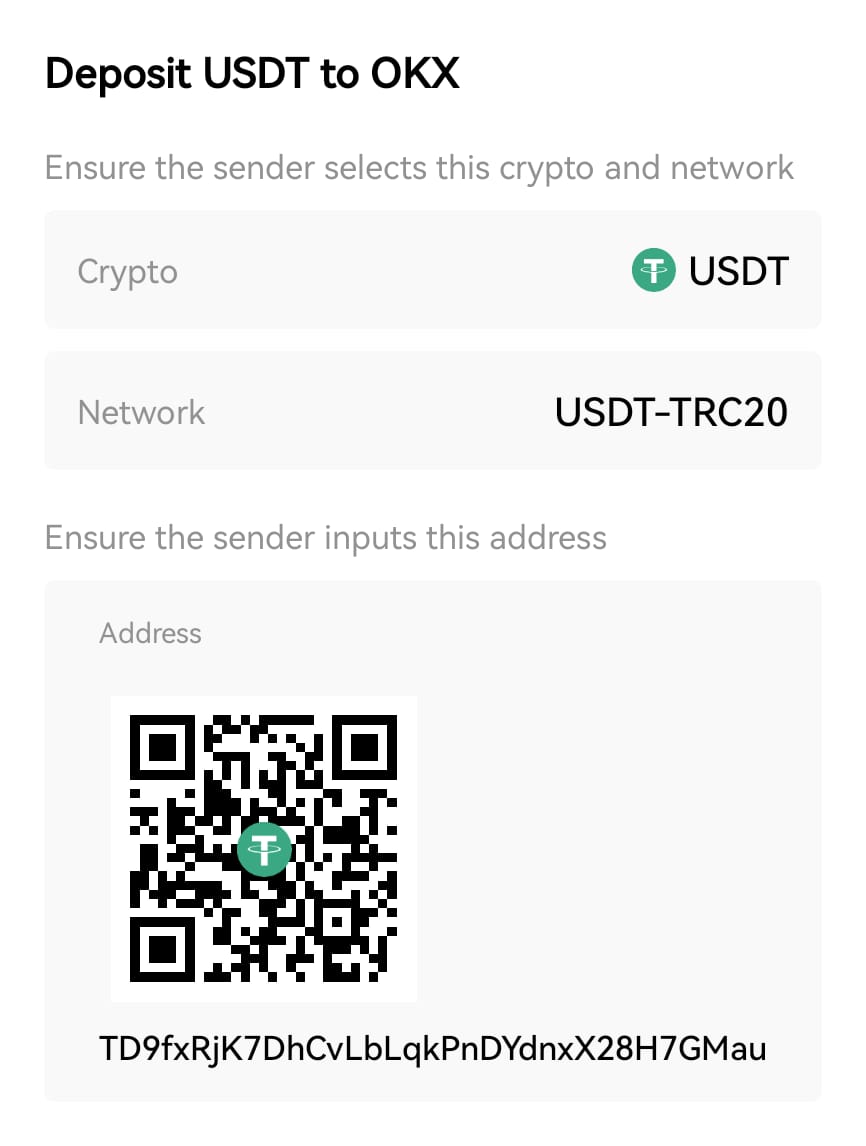 Deposit USDT to OKX
Ensure the sender selects this crypto and network
Crypto
USDT
Network
USDT-TRC20
Ensure the sender inputs this address
Address
TD9fxRjK7DhCvLbLqkPnDYdnxX28H7GMau